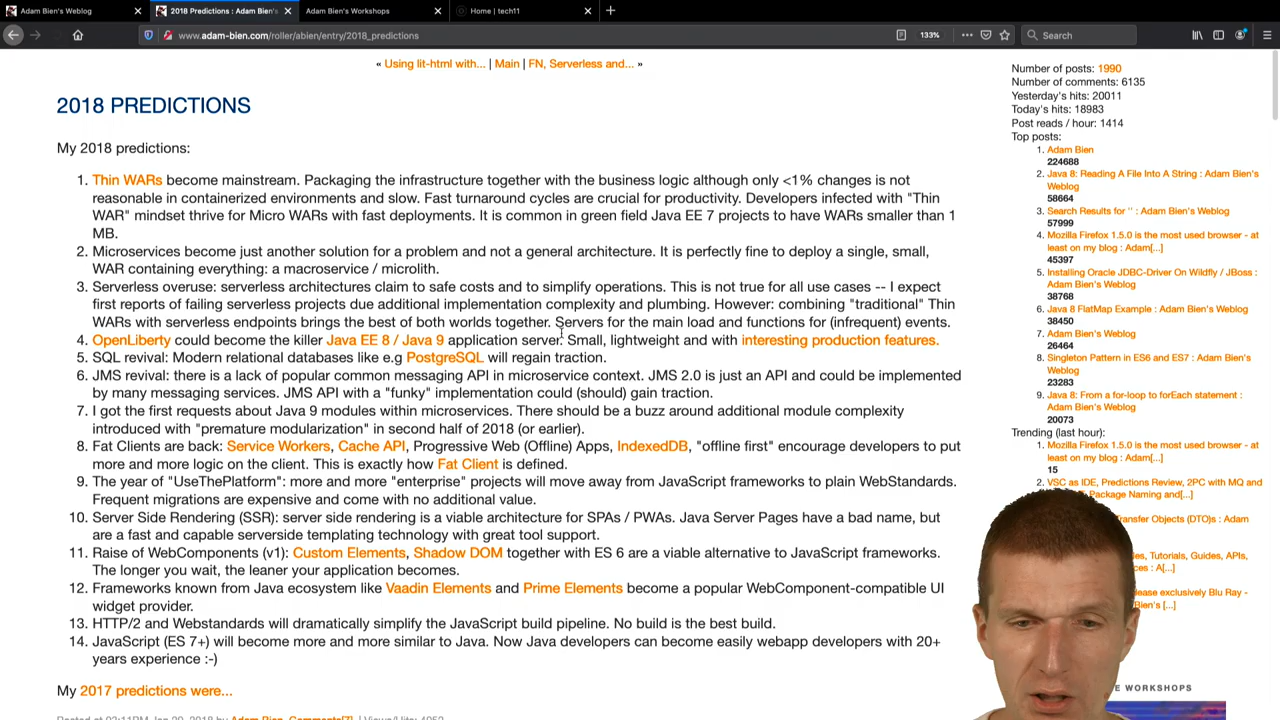 Adam Bien's Weblog
2018 Predictions : Adam Bien's
Adam Bien's Workshops
Home | tech11
www.adam-bien.com/roller/abien/entry/2018_predictions
133%
Search
« Using lit-html with... | Main | FN, Serverless and... »
2018 PREDICTIONS
My 2018 predictions:
1. Thin WARs become mainstream. Packaging the infrastructure together with the business logic although only <1% changes is not
reasonable in containerized environments and slow. Fast turnaround cycles are crucial for productivity. Developers infected with "Thin
WAR" mindset thrive for Micro WARs with fast deployments. It is common in green field Java EE 7 projects to have WARs smaller than 1
MB.
2. Microservices become just another solution for a problem and not a general architecture. It is perfectly fine to deploy a single, small,
WAR containing everything: a macroservice / microlith.
3. Serverless overuse: serverless architectures claim to safe costs and to simplify operations. This is not true for all use cases -- I expect
first reports of failing serverless projects due additional implementation complexity and plumbing. However: combining "traditional" Thin
WARs with serverless endpoints brings the best of both worlds together. Servers for the main load and functions for (infrequent) events.
4. OpenLiberty could become the killer Java EE 8 / Java 9 application server. Small, lightweight and with interesting production features.
5. SQL revival: Modern relational databases like e.g PostgreSQL will regain traction.
6. JMS revival: there is a lack of popular common messaging API in microservice context. JMS 2.0 is just an API and could be implemented
by many messaging services. JMS API with a "funky" implementation could (should) gain traction.
7. I got the first requests about Java 9 modules within microservices. There should be a buzz around additional module complexity
introduced with "premature modularization" in second half of 2018 (or earlier).
8. Fat Clients are back: Service Workers, Cache API, Progressive Web (Offline) Apps, IndexedDB, "offline first" encourage developers to put
more and more logic on the client. This is exactly how Fat Client is defined.
9. The year of "UseThePlatform": more and more "enterprise" projects will move away from JavaScript frameworks to plain WebStandards.
Frequent migrations are expensive and come with no additional value.
10. Server Side Rendering (SSR): server side rendering is a viable architecture for SPAs / PWAs. Java Server Pages have a bad name, but
are a fast and capable serverside templating technology with great tool support.
11. Raise of WebComponents (v1): Custom Elements, Shadow DOM together with ES 6 are a viable alternative to JavaScript frameworks.
The longer you wait, the leaner your application becomes.
12. Frameworks known from Java ecosystem like Vaadin Elements and Prime Elements become a popular WebComponent-compatible UI
widget provider.
13. HTTP/2 and Webstandards will dramatically simplify the JavaScript build pipeline. No build is the best build.
14. JavaScript (ES 7+) will become more and more similar to Java. Now Java developers can become easily webapp developers with 20+
years experience :-)
My 2017 predictions were...
Number of posts: 1990
Number of comments: 6135
Yesterday's hits: 20011
Today's hits: 18983
Post reads / hour: 1414
Top posts:
1. Adam Bien
224688
2. Java 8: Reading A File Into A String : Adam Bien's
Weblog
58664
3. Search Results for '' : Adam Bien's Weblog
57999
4. Mozilla Firefox 1.5.0 is the most used browser - at
least on my blog : Adam[...]
45397
5. Installing Oracle JDBC-Driver On Wildfly / JBoss :
Adam Bien's Weblog
38768
6. Java 8 FlatMap Example : Adam Bien's Weblog
38450
7. Adam Bien's Weblog
26464
8. Singleton Pattern in ES6 and ES7 : Adam Bien's
Weblog
23283
9. Java 8: From a for-loop to forEach statement :
Adam Bien's Weblog
20073
Trending (last hour):
1. Mozilla Firefox 1.5.0 is the most used browser - at
least on my blog : Adam[...]
15
2. VSC as IDE, Predictions Review, 2PC with MQ and
Package Naming and[...]
Transfer Objects (DTO)s : Adam
Tutorials, Guides, APIs,
: A[...]
exclusively Blu Ray -
Bien's [...]
WORKSHOPS